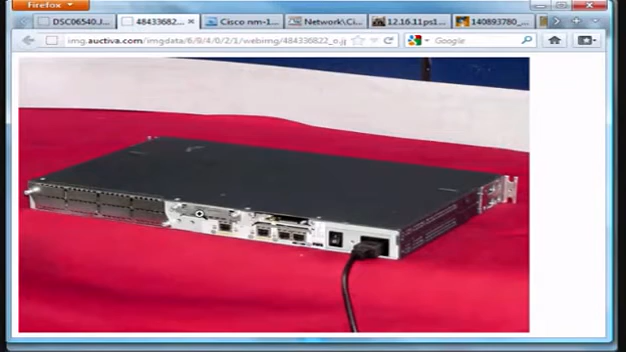 Firefox
DSC06540.J...
48433682...
Cisco nm-1...
Network\Ci...
12.16.11ps1...
140893780_...
img.auctiva.com/imgdata/6/9/4/0/2/1/webimg/484336822_o.jp
Google